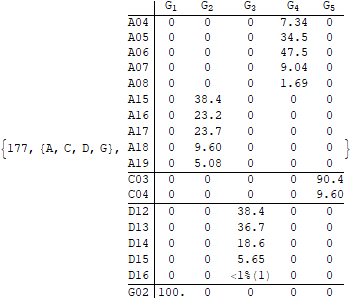 G1 G2 G3 G4 G5
A04 0 0 0 7.34 0
A05 0 0 0 34.5 0
A06 0 0 0 47.5 0
A07 0 0 0 9.04 0
A08 0 0 0 1.69 0
A15 0 38.4 0 0 0
A16 0 23.2 0 0 0
A17 0 23.7 0 0 0
{177, {A, C, D, G}, A18 0 9.60 0 0 0 }
A19 0 5.08 0 0 0
C03 0 0 0 0 90.4
C04 0 0 0 0 9.60
D12 0 0 38.4 0 0
D13 0 0 36.7 0 0
D14 0 0 18.6 0 0
D15 0 0 5.65 0 0
D16 0 0 <1%(1) 0 0
G02 100. 0 0 0 0